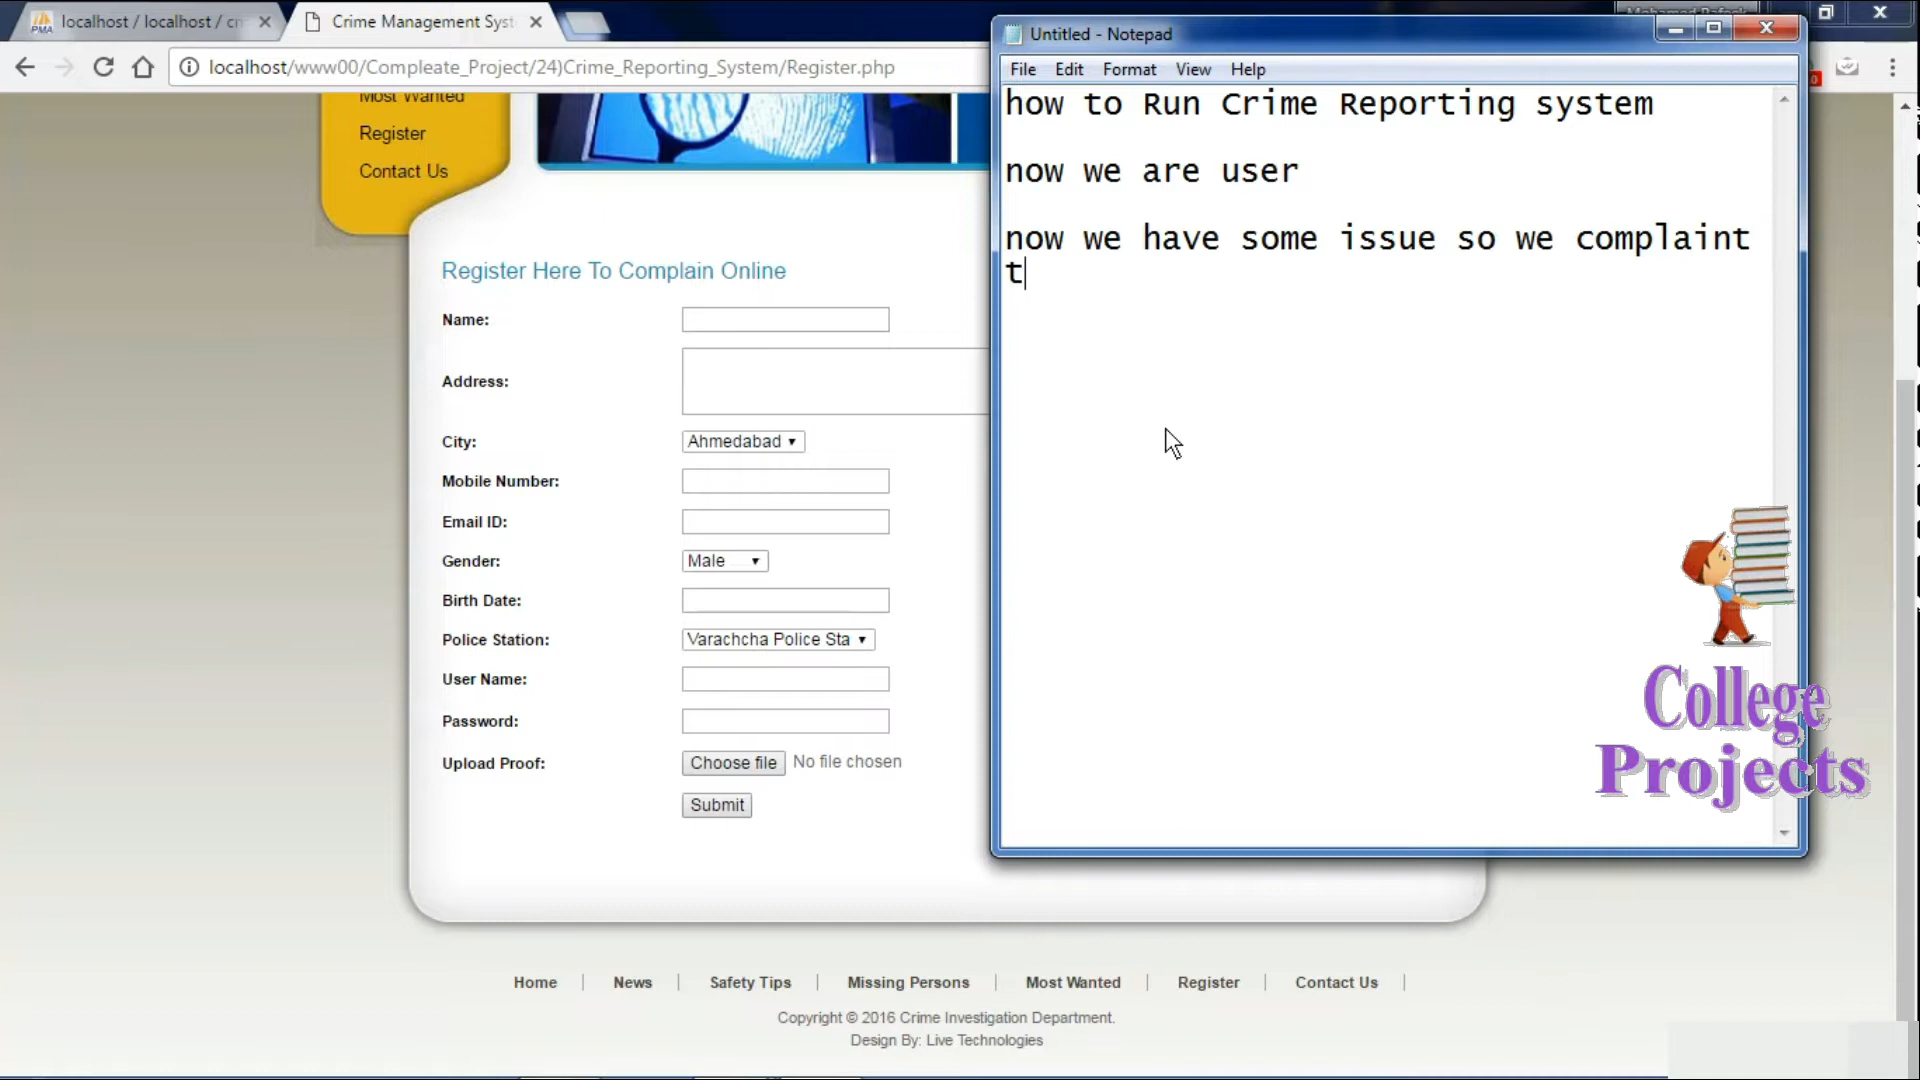 localhost / localhost / cri
Crime Management Syst
Mohamed Rafeek
localhost/www00/Compleate_Project/24)Crime_Reporting_System/Register.php
Most Wanted
Register
Contact Us
Register Here To Complain Online
Name:
Address:
City:
Ahmedabad
Mobile Number:
Email ID:
Gender:
Male
Birth Date:
Police Station:
Varachcha Police Sta
User Name:
Password:
Upload Proof:
Choose file No file chosen
Submit
Home | News | Safety Tips | Missing Persons | Most Wanted | Register | Contact Us |
Copyright © 2016 Crime Investigation Department.
Design By: Live Technologies
Untitled - Notepad
File Edit Format View Help
how to Run Crime Reporting system
now we are user
now we have some issue so we complaint
t
College
Projects